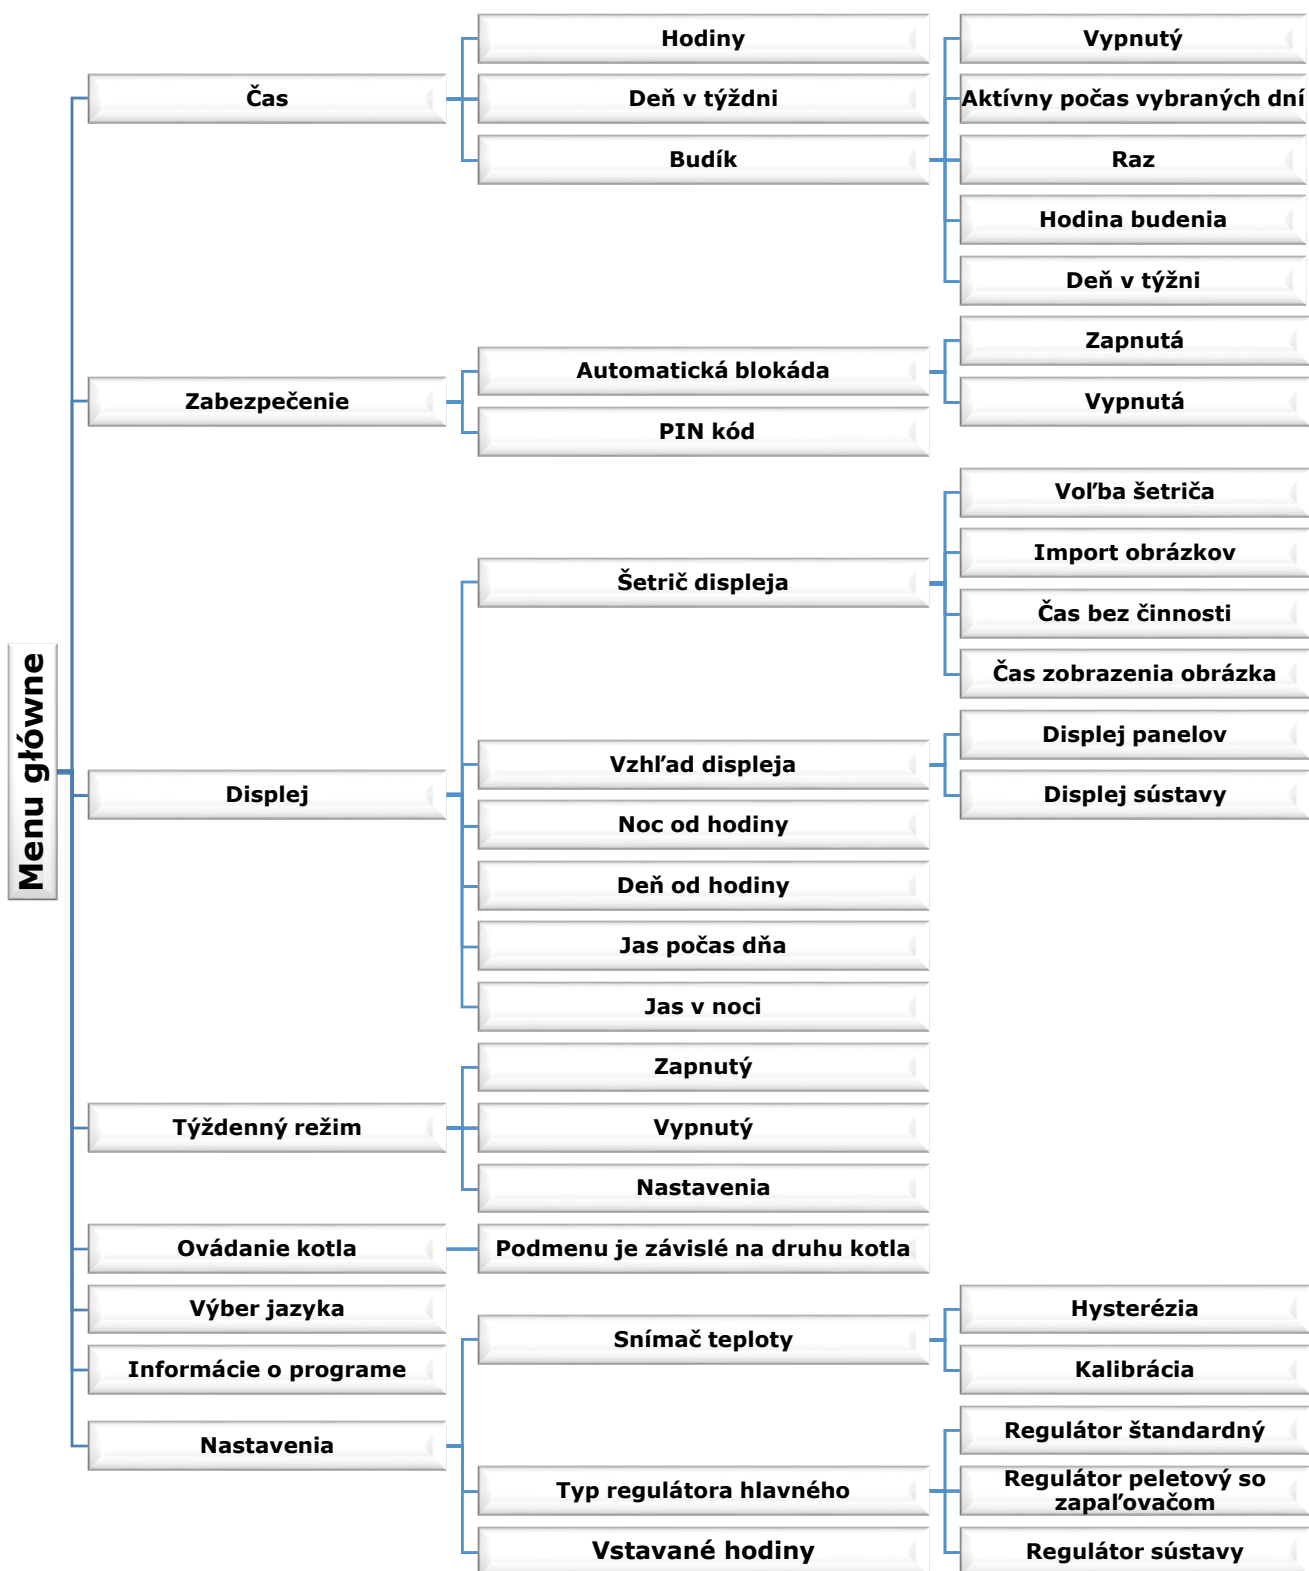 Menu główne
Čas
Hodiny
Deň v týždni
Budík
Vypnutý
Aktívny počas vybraných dní
Raz
Hodina budenia
Deň v týžni
Zabezpečenie
Automatická blokáda
Zapnutá
Vypnutá
PIN kód
Displej
Šetrič displeja
Voľba šetriča
Import obrázkov
Čas bez činnosti
Čas zobrazenia obrázka
Vzhľad displeja
Displej panelov
Displej sústavy
Noc od hodiny
Deň od hodiny
Jas počas dňa
Jas v noci
Týždenný režim
Zapnutý
Vypnutý
Nastavenia
Ovádanie kotla
Podmenu je závislé na druhu kotla
Výber jazyka
Informácie o programe
Nastavenia
Snímač teploty
Hysterézia
Kalibrácia
Typ regulátora hlavného
Regulátor štandardný
Regulátor peletový so
zapaľovačom
Regulátor sústavy
Vstavané hodiny